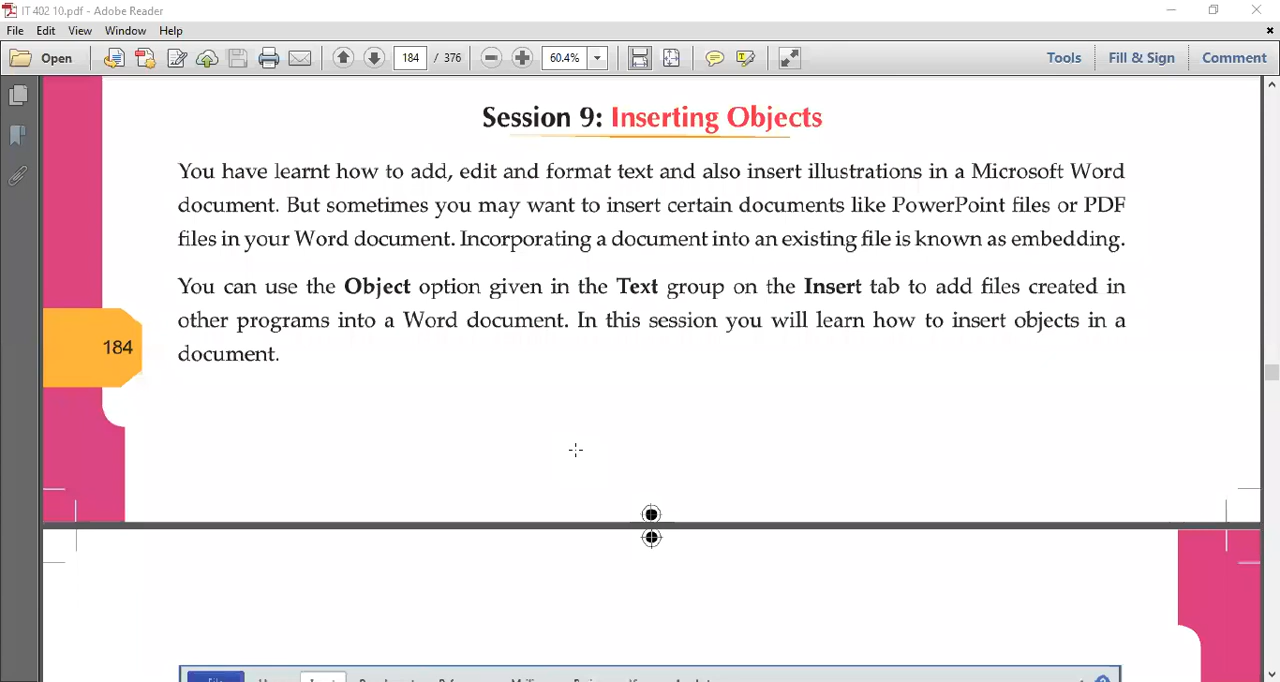 IT 402 10.pdf - Adobe Reader
File Edit View Window Help
Open 184 / 376 60.4% Tools Fill & Sign Comment
Session 9: Inserting Objects
You have learnt how to add, edit and format text and also insert illustrations in a Microsoft Word
document. But sometimes you may want to insert certain documents like PowerPoint files or PDF
files in your Word document. Incorporating a document into an existing file is known as embedding.
You can use the Object option given in the Text group on the Insert tab to add files created in
other programs into a Word document. In this session you will learn how to insert objects in a
document.
184